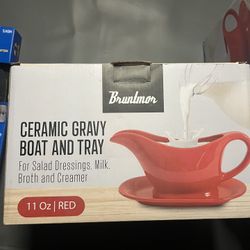 Bruntmor
CERAMIC GRAVY
BOAT AND TRAY
For Salad Dressings, Milk,
Broth and Creamer
11 Oz | RED